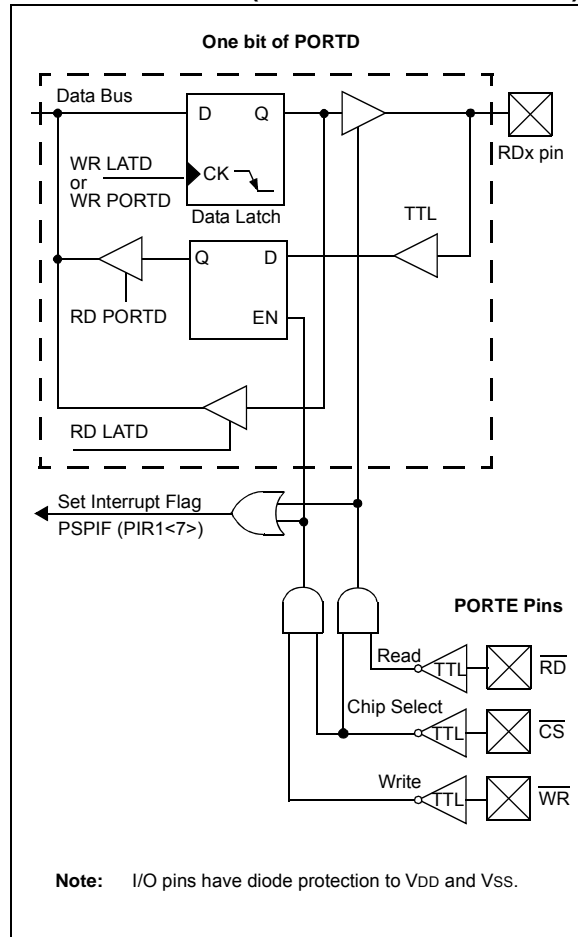 One bit of PORTD
Data Bus
D
Q
RDx pin
WR LATD
or
WR PORTD
CK
Data Latch
TTL
Q
D
EN
RD PORTD
RD LATD
Set Interrupt Flag
PSPIF (PIR1<7>)
PORTE Pins
Read
TTL
RD
Chip Select
TTL
CS
Write
TTL
WR
Note: I/O pins have diode protection to VDD and VSS.